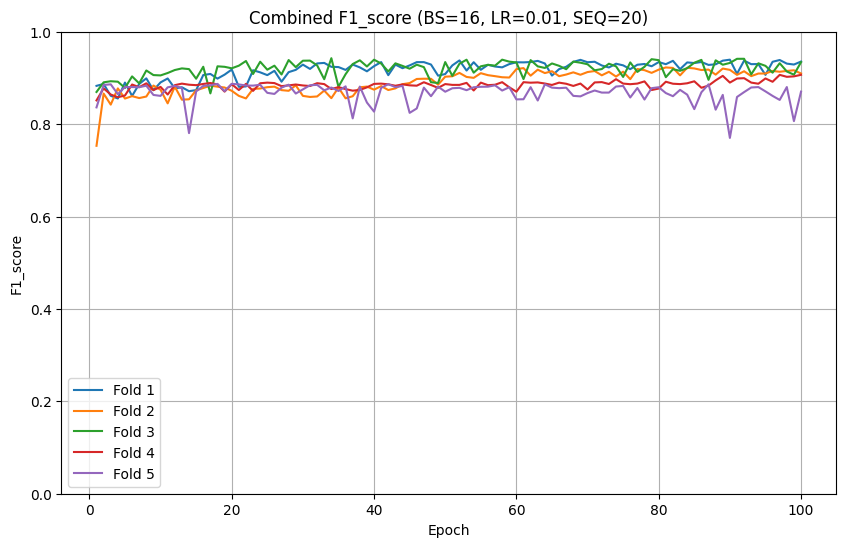 Combined F1_score (BS=16, LR=0.01, SEQ=20)
1.0
0.8
0.6
0.4
0.2
0.0
F1_score
Fold 1
Fold 2
Fold 3
Fold 4
Fold 5
0 20 40 60 80 100
Epoch